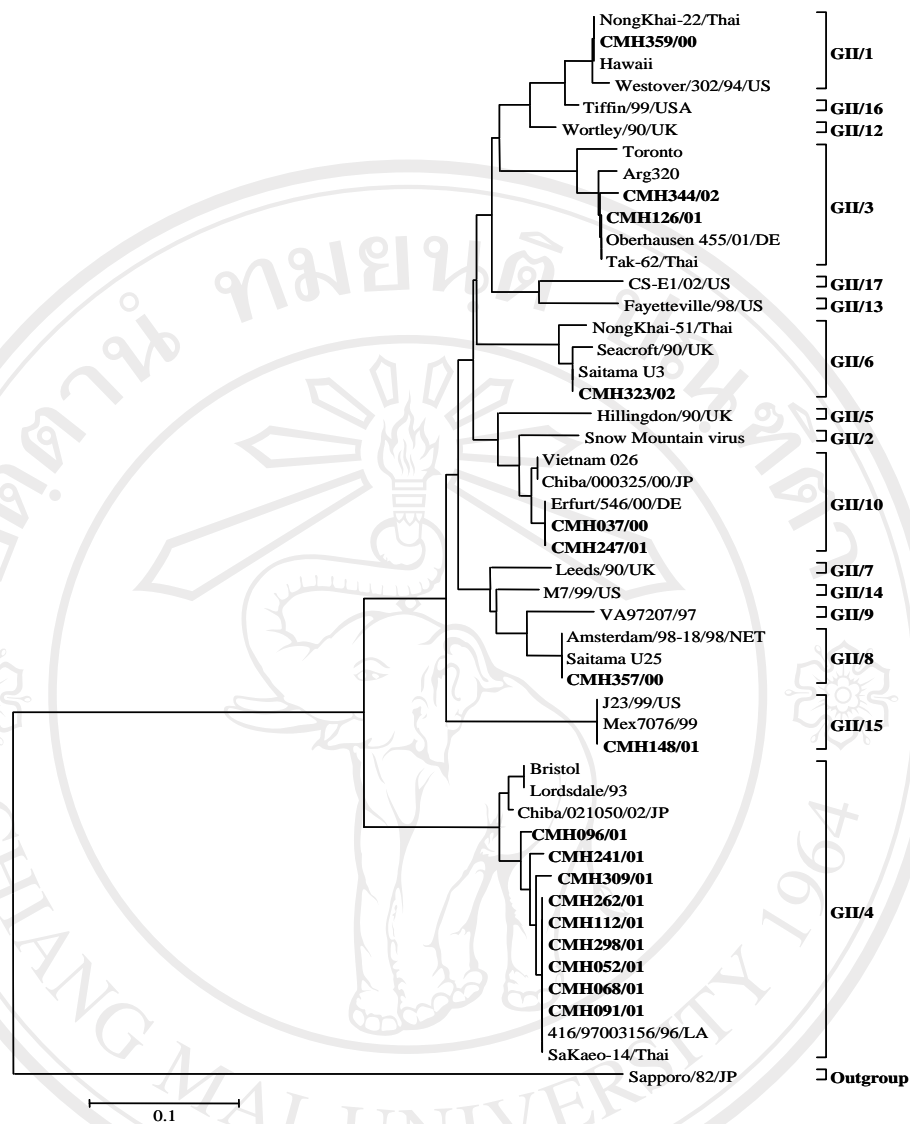 NongKhai-22/Thai
CMH359/00
Hawaii
GII/1
Westover/302/94/US
Tiffin/99/USA
GII/16
Wortley/90/UK
GII/12
Toronto
Arg320
CMH344/02
GII/3
CMH126/01
Oberhausen 455/01/DE
Tak-62/Thai
CS-E1/02/US
GII/17
Fayetteville/98/US
GII/13
NongKhai-51/Thai
Seacroft/90/UK
GII/6
Saitama U3
CMH323/02
Hillingdon/90/UK
GII/5
Snow Mountain virus
GII/2
Vietnam 026
Chiba/000325/00/JP
Erfurt/546/00/DE
GII/10
CMH037/00
CMH247/01
Leeds/90/UK
GII/7
M7/99/US
GII/14
VA97207/97
GII/9
Amsterdam/98-18/98/NET
Saitama U25
GII/8
CMH357/00
J23/99/US
Mex7076/99
GII/15
CMH148/01
Bristol
Lordsdale/93
Chiba/021050/02/JP
CMH096/01
CMH241/01
CMH309/01
CMH262/01
GII/4
CMH112/01
CMH298/01
CMH052/01
CMH068/01
CMH091/01
416/97003156/96/LA
SaKaeo-14/Thai
Sapporo/82/JP
Outgroup
0.1
CHIANG MAI UNIVERSITY 1964